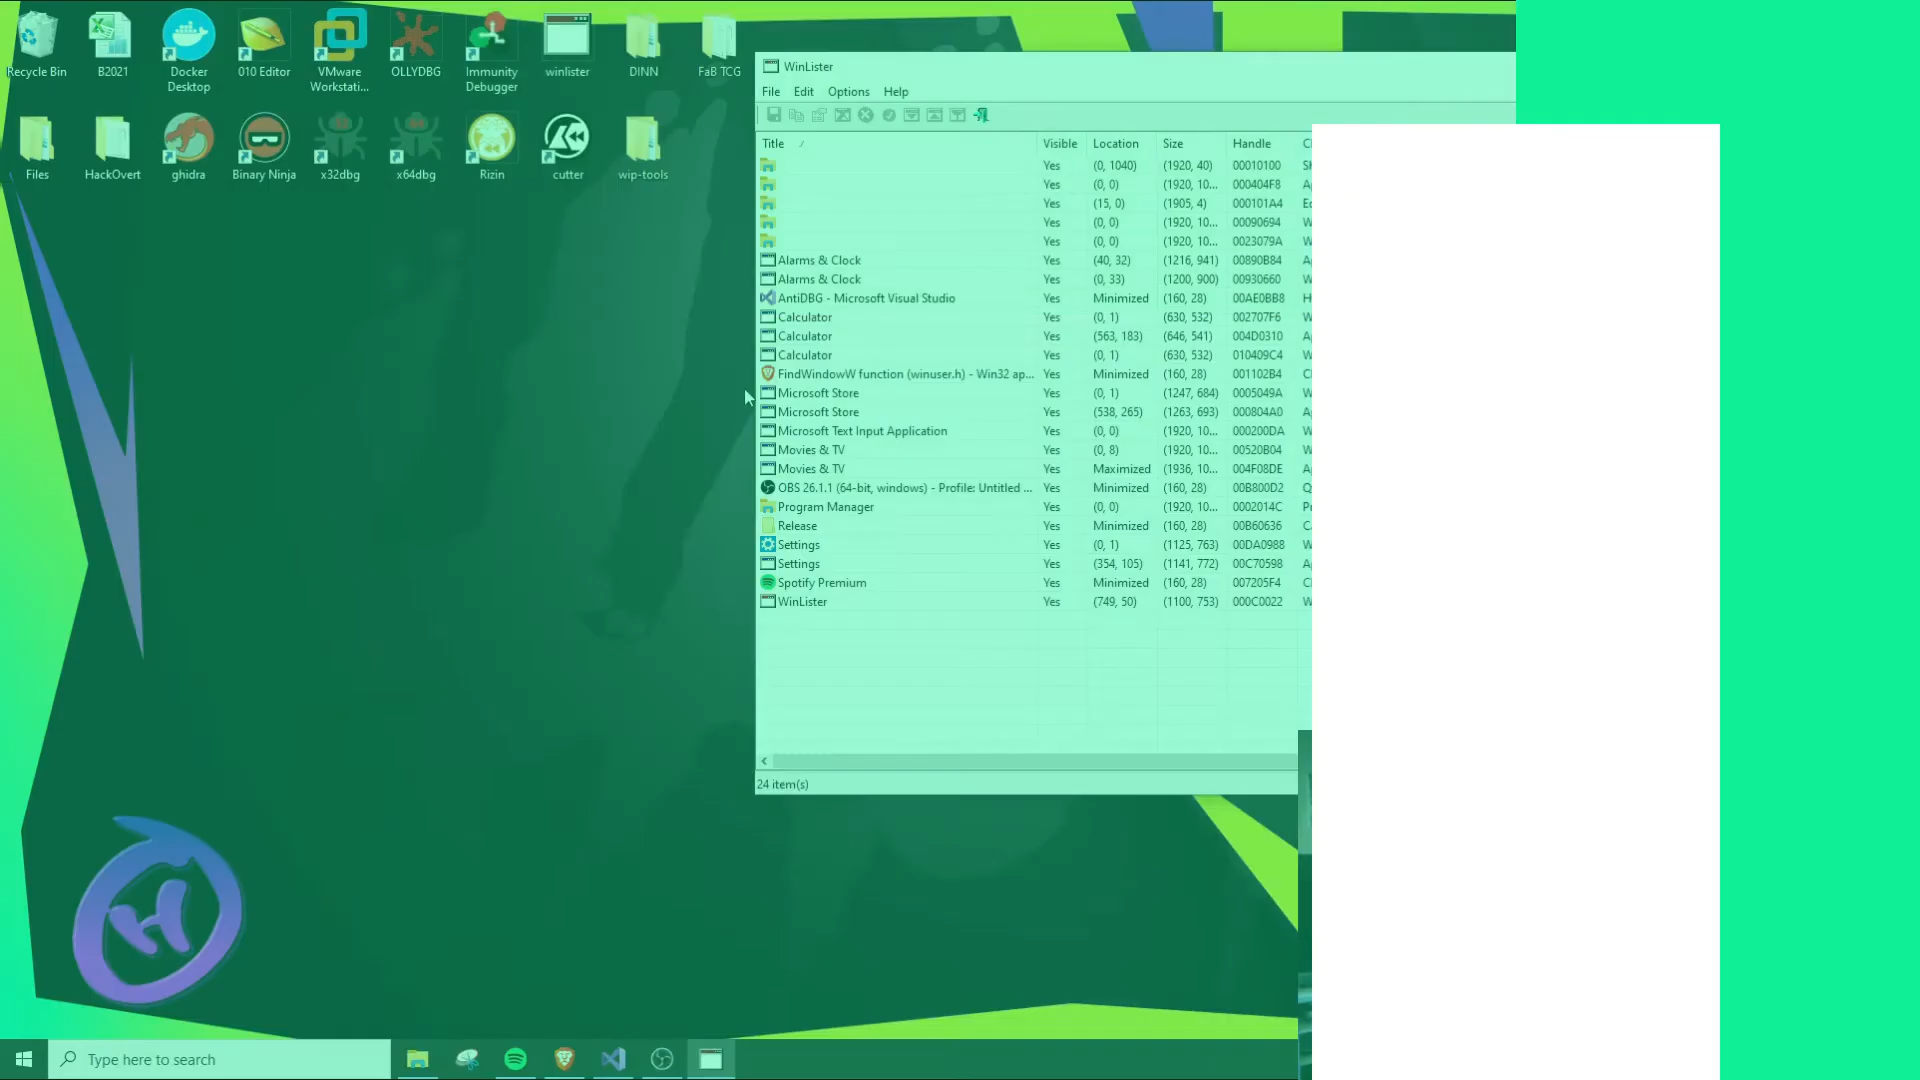 Recycle Bin
B2021
Docker
Desktop
010 Editor
VMware
Workstati...
OLLYDBG
Immunity
Debugger
winlister
DINN
FaB TCG
Files
HackOvert
ghidra
Binary Ninja
x32dbg
x64dbg
Rizin
cutter
wip-tools
WinLister
File Edit Options Help
Title Visible Location Size Handle
Yes (0, 1040) (1920, 40) 00010100
Yes (0, 0) (1920, 10... 000404F8
Yes (15, 0) (1905, 4) 000101A4
Yes (0, 0) (1920, 10... 00090694
Yes (0, 0) (1920, 10... 0023079A
Alarms & Clock Yes (40, 32) (1216, 941) 00890B84
Alarms & Clock Yes (0, 33) (1200, 900) 00930660
AntiDBG - Microsoft Visual Studio Yes Minimized (160, 28) 00AE0BB8
Calculator Yes (0, 1) (630, 532) 002707F6
Calculator Yes (563, 183) (646, 541) 004D0310
Calculator Yes (0, 1) (630, 532) 010409C4
FindWindowW function (winuser.h) - Win32 ap... Yes Minimized (160, 28) 001102B4
Microsoft Store Yes (0, 1) (1247, 684) 0005049A
Microsoft Store Yes (538, 265) (1263, 693) 000804A0
Microsoft Text Input Application Yes (0, 0) (1920, 10... 000200DA
Movies & TV Yes (0, 8) (1920, 10... 00520B04
Movies & TV Yes Maximized (1936, 10... 004F08DE
OBS 26.1.1 (64-bit, windows) - Profile: Untitled ... Yes Minimized (160, 28) 00B800D2
Program Manager Yes (0, 0) (1920, 10... 0002014C
Release Yes Minimized (160, 28) 00B60636
Settings Yes (0, 1) (1125, 763) 00DA0988
Settings Yes (354, 105) (1141, 772) 00C70598
Spotify Premium Yes Minimized (160, 28) 007205F4
WinLister Yes (749, 50) (1100, 753) 000C0022
24 item(s)
Type here to search